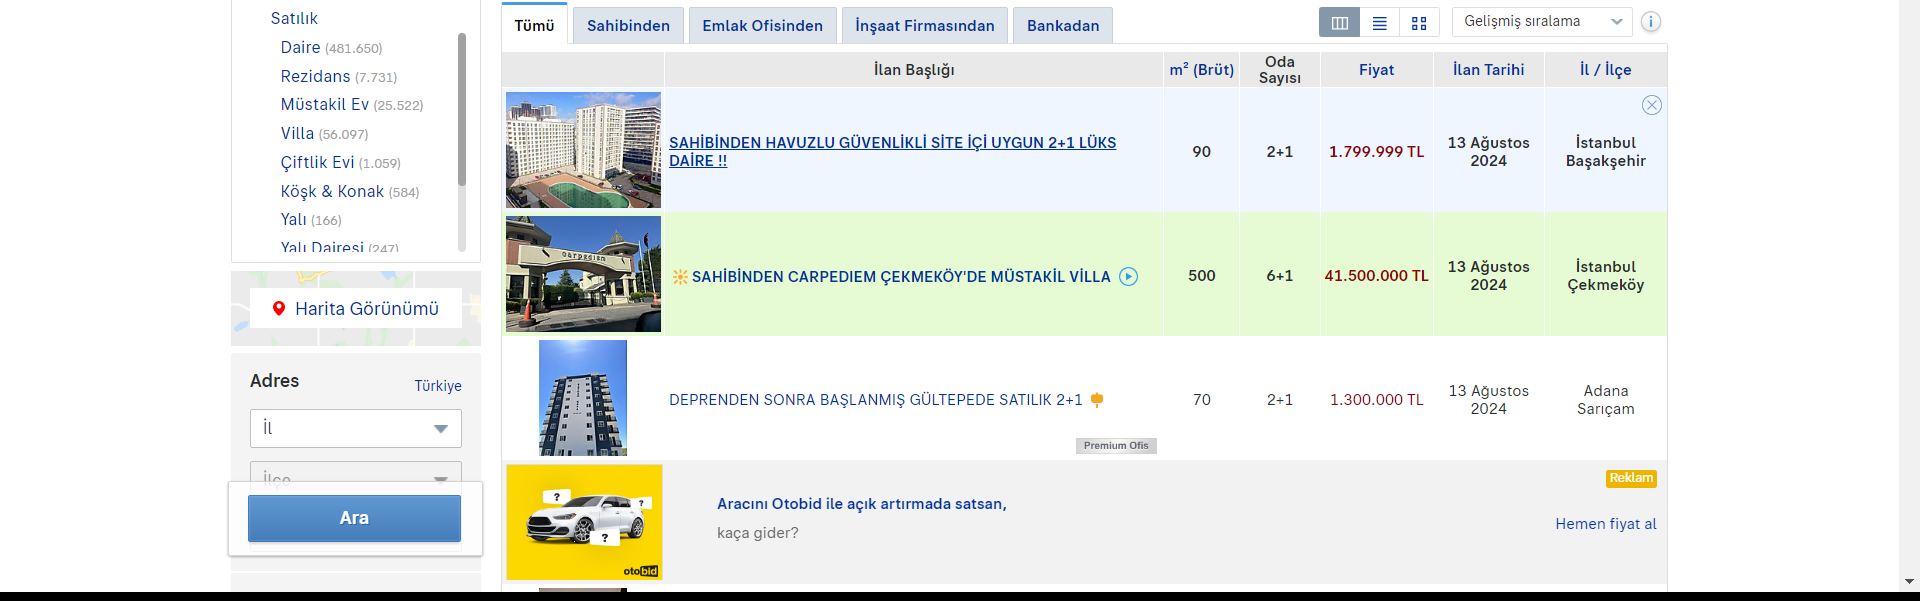 Satılık
Daire (481.650)
Rezidans (7.731)
Müstakil Ev (25.522)
Villa (56.097)
Çiftlik Evi (1.059)
Köşk & Konak (584)
Yalı (166)
Yalı Dairesi (247)
Harita Görünümü
Adres
Türkiye
İl
İlçe
Ara
Tümü
Sahibinden
Emlak Ofisinden
İnşaat Firmasından
Bankadan
Gelişmiş sıralama
İlan Başlığı
m² (Brüt)
Oda
Sayısı
Fiyat
İlan Tarihi
İl / İlçe
SAHİBİNDEN HAVUZLU GÜVENLİKLİ SİTE İÇİ UYGUN 2+1 LÜKS
DAİRE !!
90
2+1
1.799.999 TL
13 Ağustos
2024
İstanbul
Başakşehir
carpediem
SAHİBİNDEN CARPEDIEM ÇEKMEKÖY'DE MÜSTAKİL VİLLA
500
6+1
41.500.000 TL
13 Ağustos
2024
İstanbul
Çekmeköy
DEPRENDEN SONRA BAŞLANMIŞ GÜLTEPEDE SATILIK 2+1
Premium Ofis
70
2+1
1.300.000 TL
13 Ağustos
2024
Adana
Sarıçam
?
?
?
otobid
Aracını Otobid ile açık artırmada satsan,
kaça gider?
Reklam
Hemen fiyat al